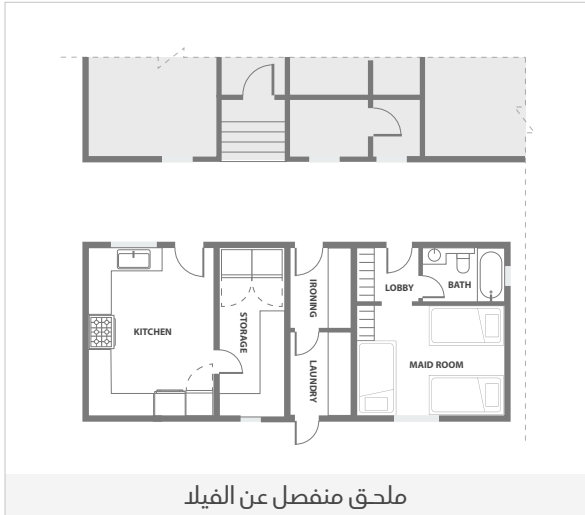 IRONING
LOBBY
BATH
KITCHEN
STORAGE
LAUNDRY
MAID ROOM
ملحق منفصل عن الفيلا